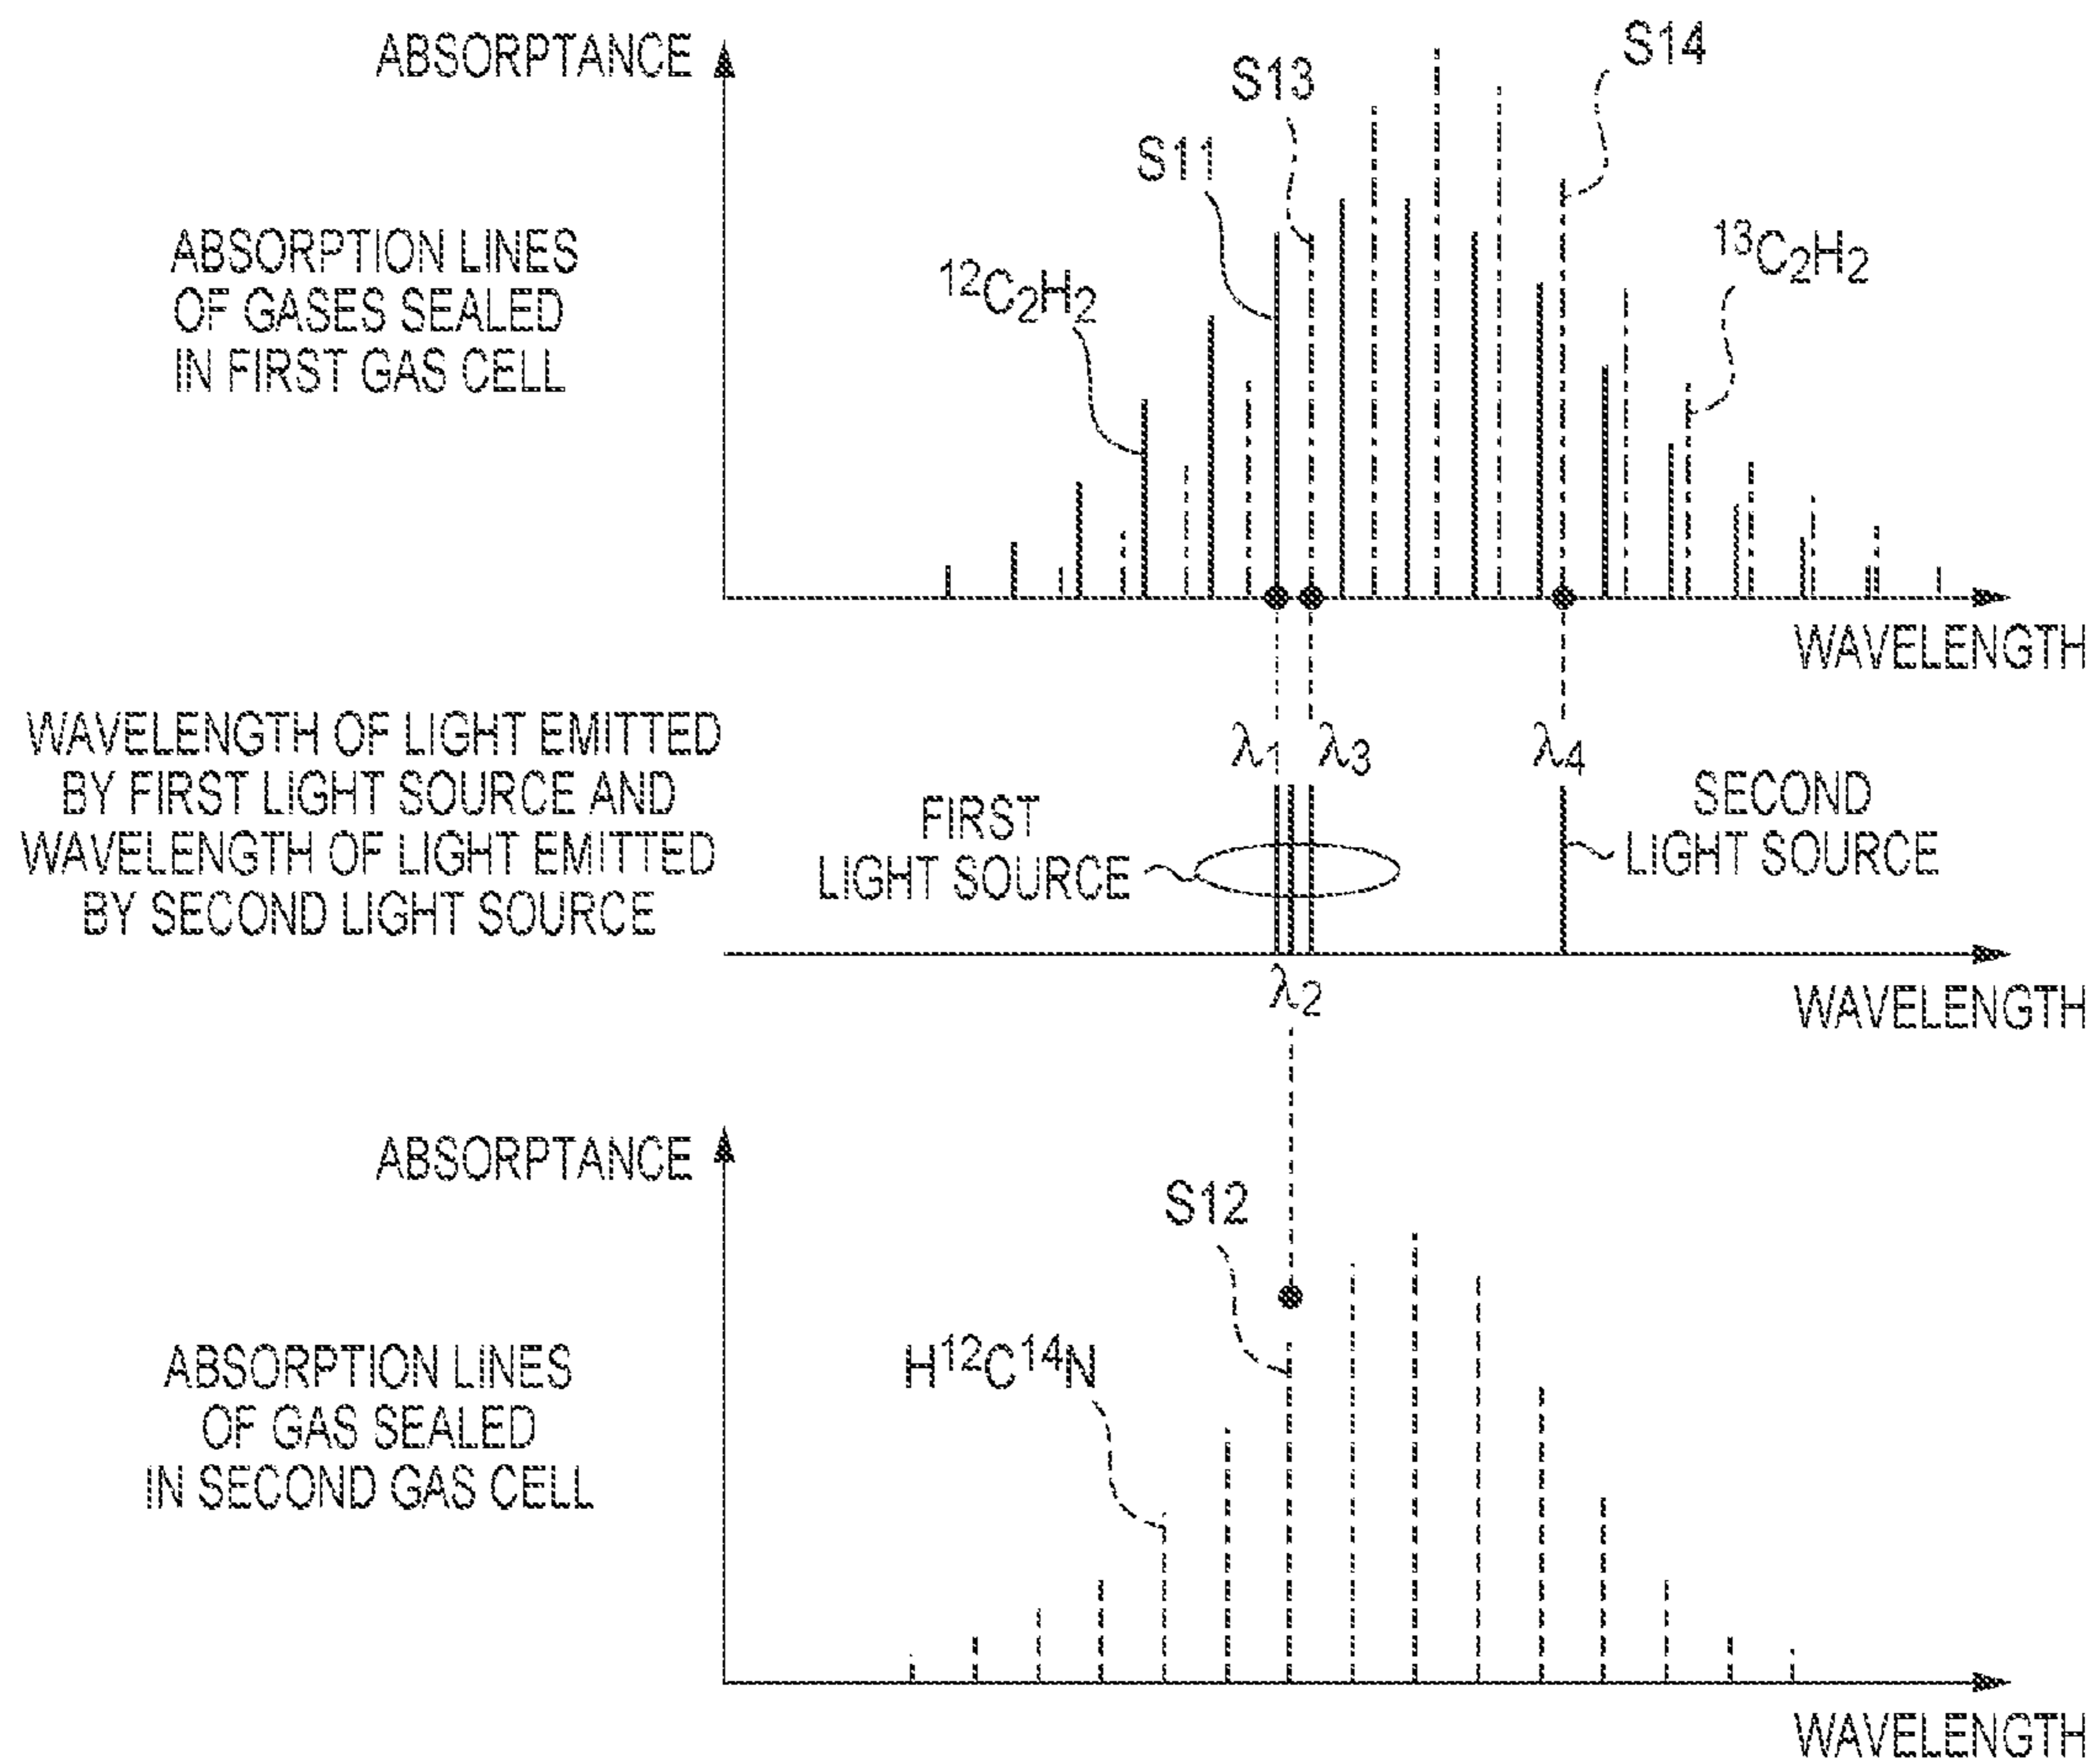 ABSORPTANCE
S13
S14
S11
¹²C₂H₂
¹³C₂H₂
ABSORPTION LINES
OF GASES SEALED
IN FIRST GAS CELL
WAVELENGTH
WAVELENGTH OF LIGHT EMITTED
BY FIRST LIGHT SOURCE AND
WAVELENGTH OF LIGHT EMITTED
BY SECOND LIGHT SOURCE
λ1
λ3
λ4
FIRST
LIGHT SOURCE
SECOND
LIGHT SOURCE
λ2
WAVELENGTH
ABSORPTANCE
S12
H¹²C¹⁴N
ABSORPTION LINES
OF GAS SEALED
IN SECOND GAS CELL
WAVELENGTH